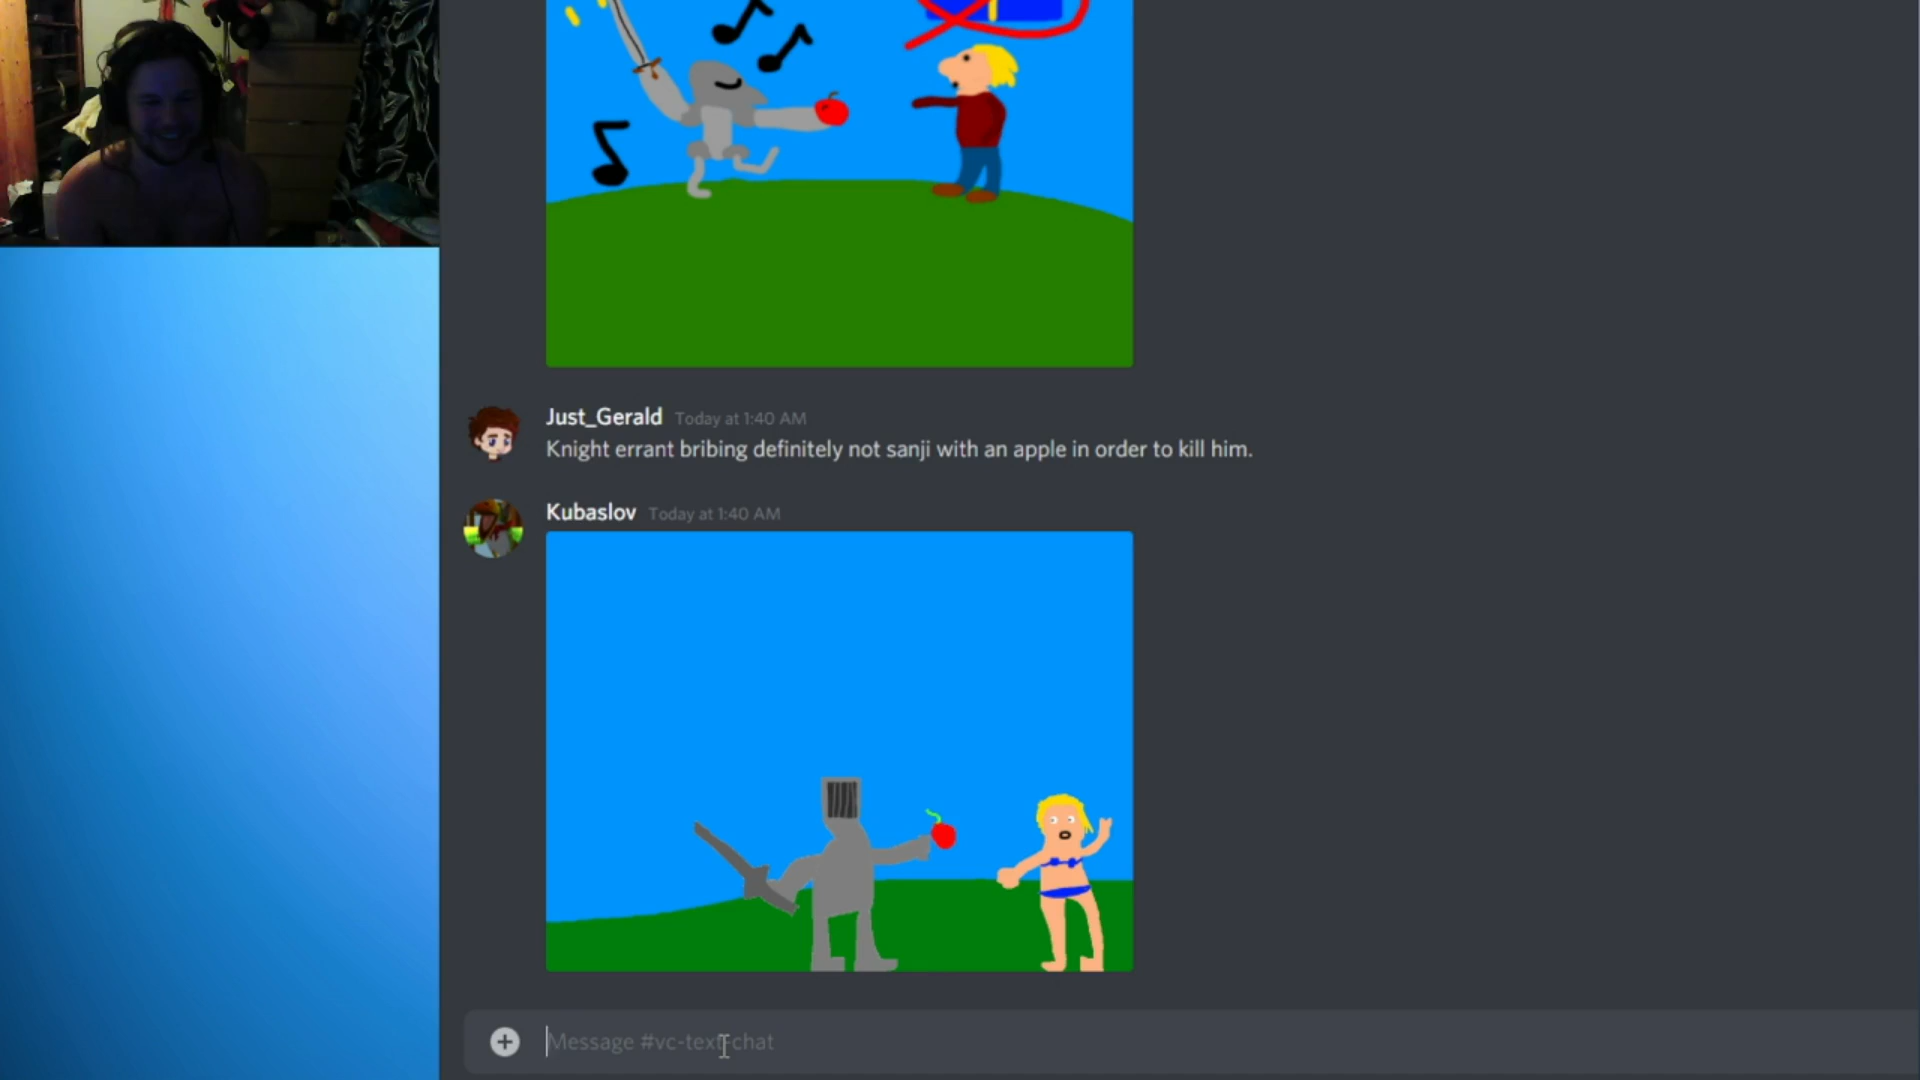 Just_Gerald Today at 1:40 AM
Knight errant bribing definitely not sanji with an apple in order to kill him.
Kubaslov Today at 1:40 AM
Message #vc-text-chat